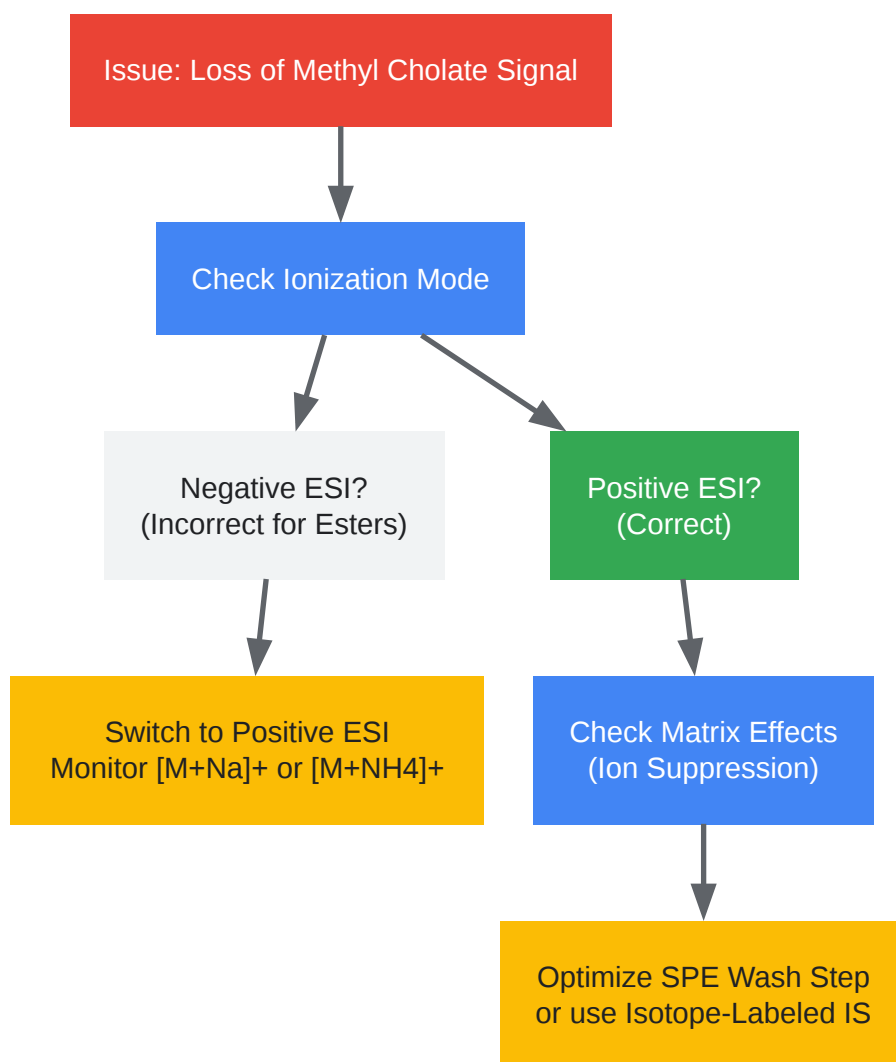 Issue: Loss of Methyl Cholate Signal
Check Ionization Mode
Negative ESI?
(Incorrect for Esters)
Positive ESI?
(Correct)
Switch to Positive ESI
Monitor [M+Na]+ or [M+NH4]+
Check Matrix Effects
(Ion Suppression)
Optimize SPE Wash Step
or use Isotope-Labeled IS